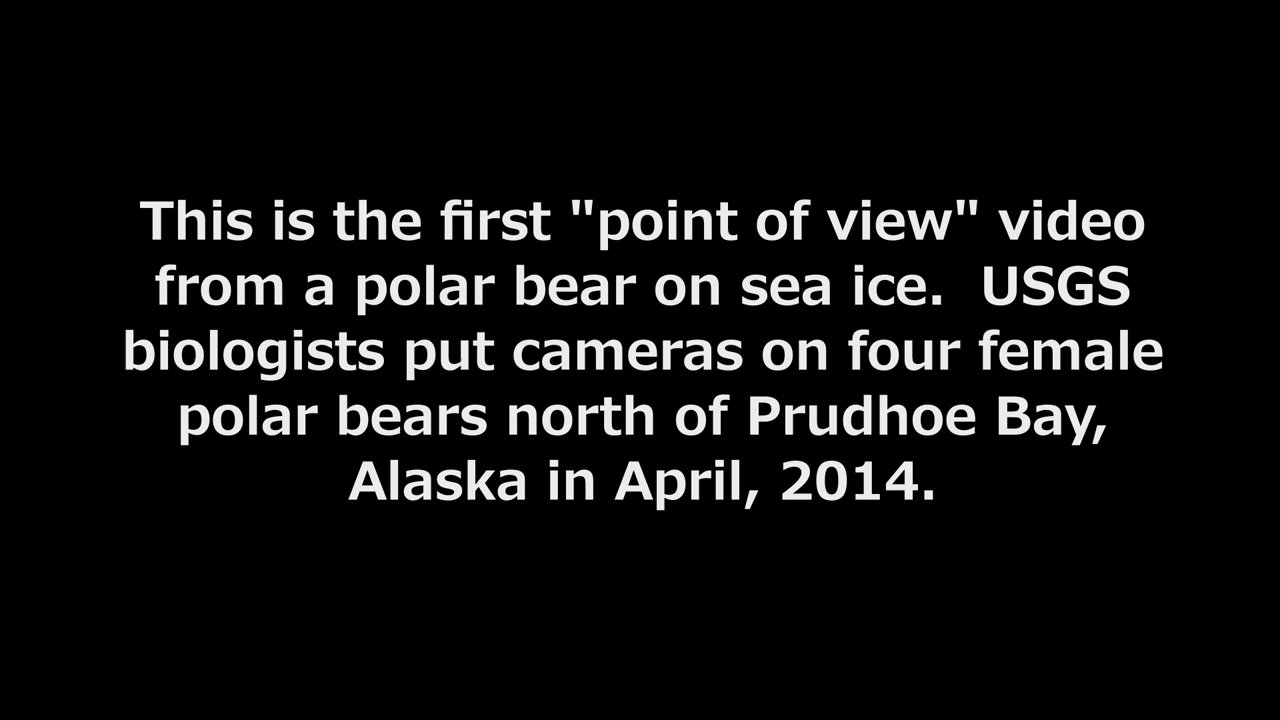 This is the first "point of view" video
from a polar bear on sea ice.  USGS
biologists put cameras on four female
polar bears north of Prudhoe Bay,
Alaska in April, 2014.